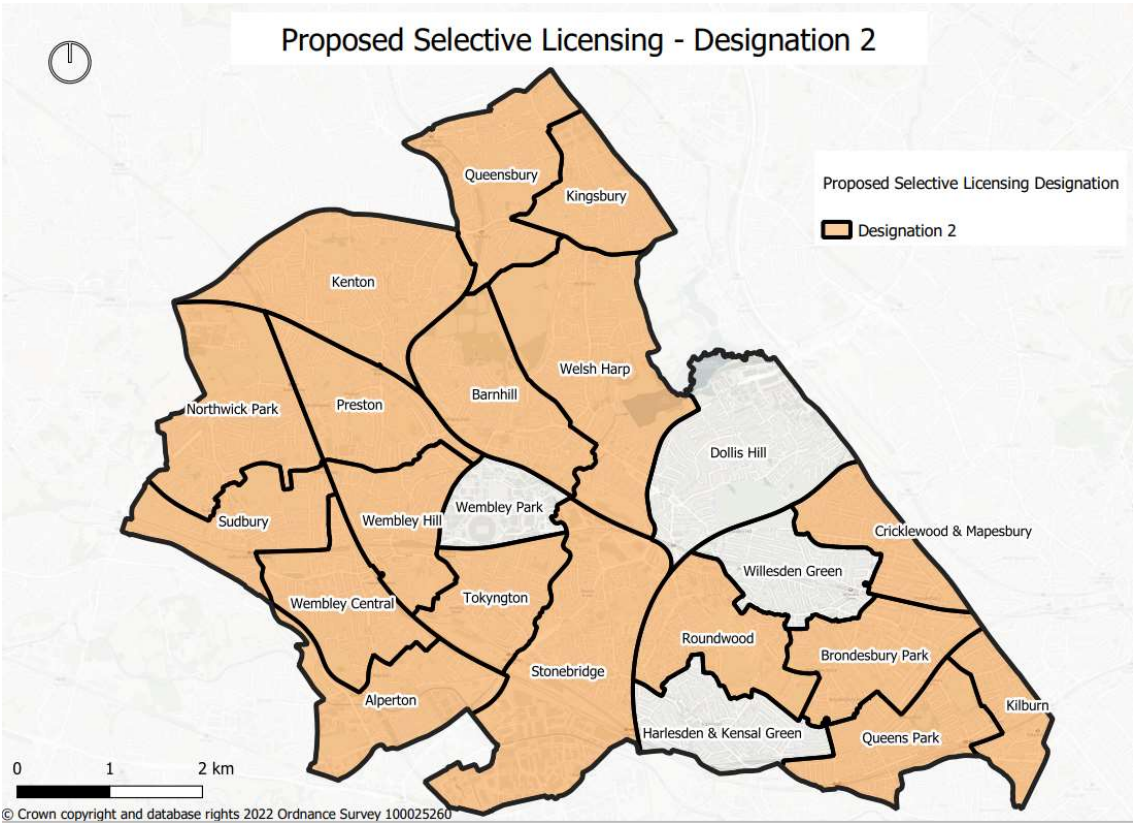 Proposed Selective Licensing - Designation 2
Proposed Selective Licensing Designation
Designation 2
Queensbury
Kingsbury
Kenton
Welsh Harp
Barnhill
Preston
Northwick Park
Dollis Hill
Wembley Park
Sudbury
Wembley Hill
Cricklewood & Mapesbury
Willesden Green
Wembley Central
Tokyngton
Roundwood
Brondesbury Park
Stonebridge
Alperton
Kilburn
Harlesden & Kensal Green
Queens Park
0 1 2 km
© Crown copyright and database rights 2022 Ordnance Survey 100025260